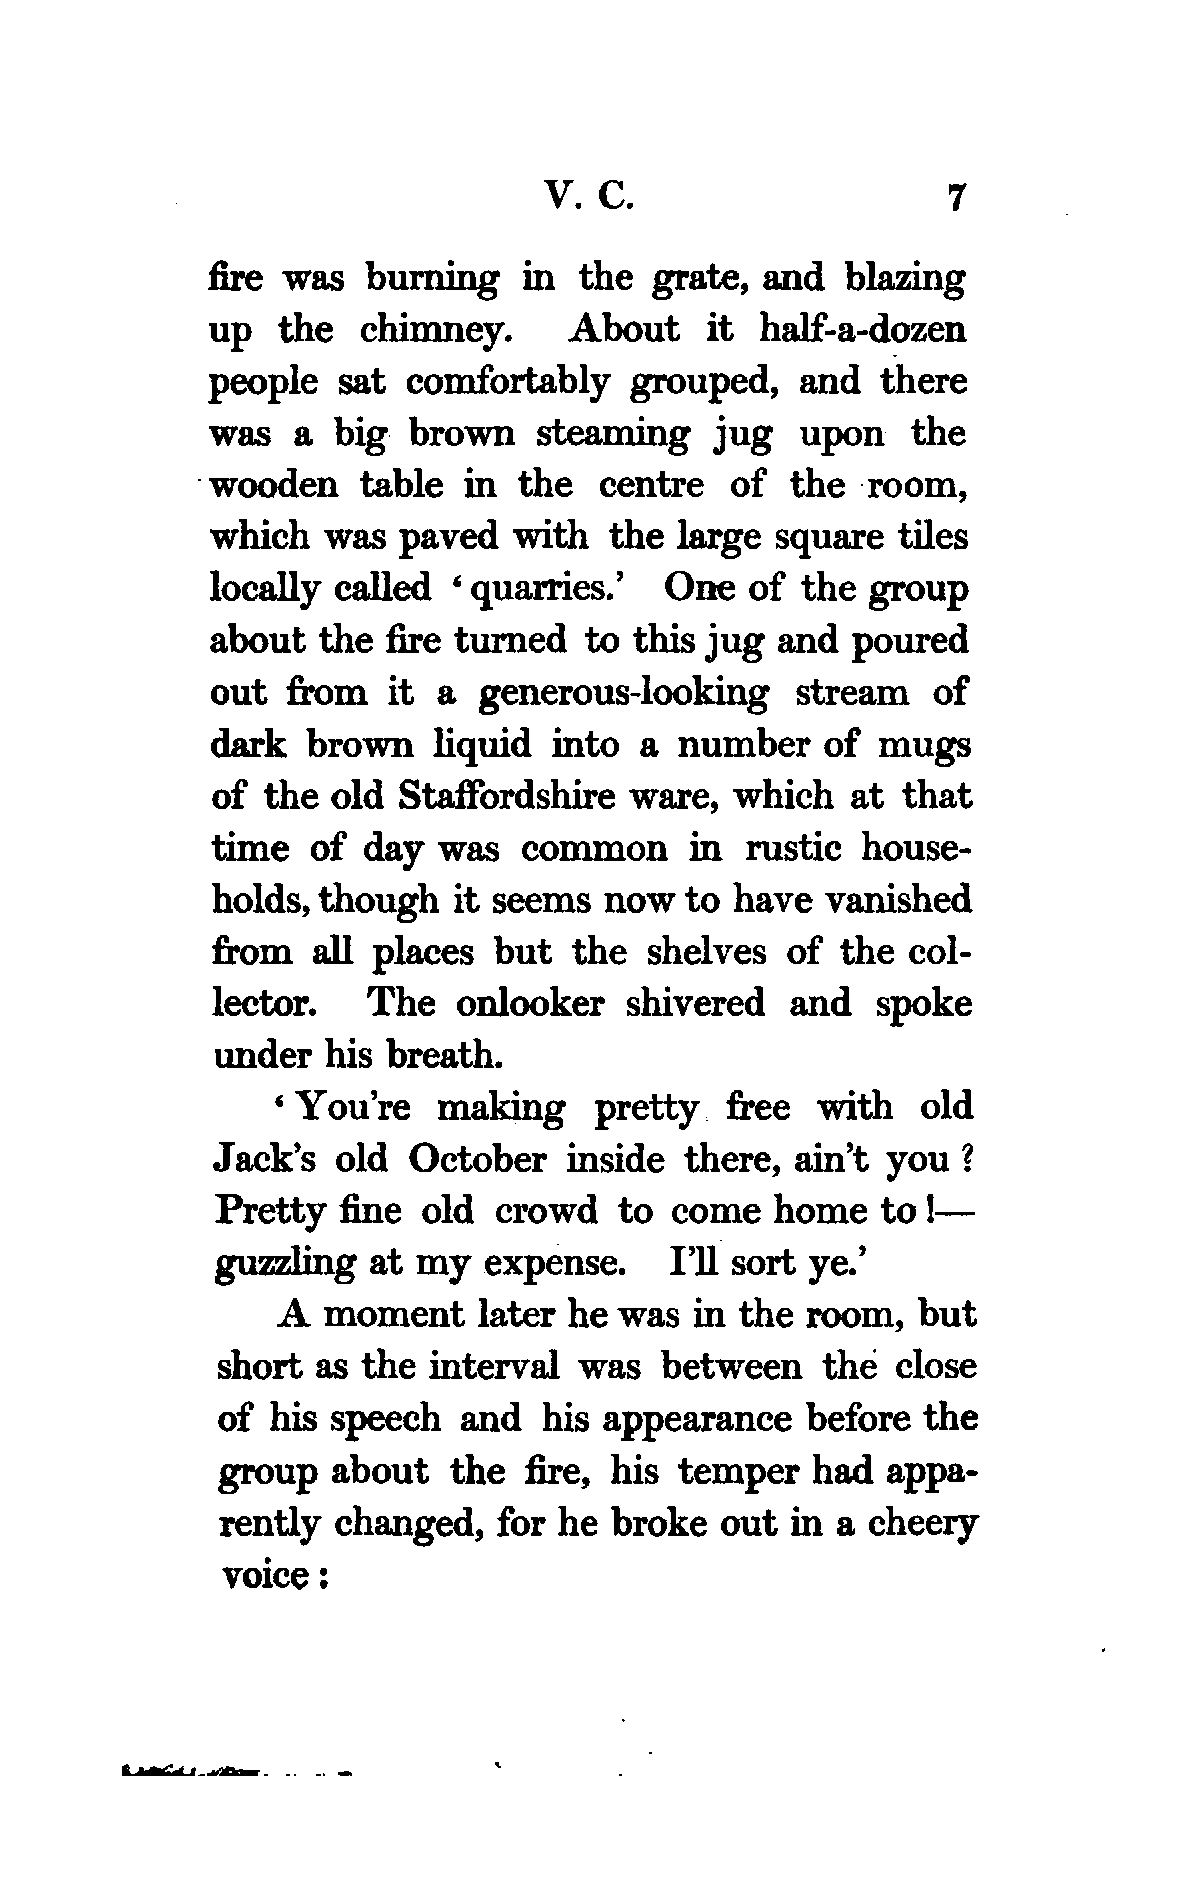 V. C. 7
fire was burning in the grate, and blazing
up the chimney. About it half-a-dozen
people sat comfortably grouped, and there
was a big brown steaming jug upon the
wooden table in the centre of the room,
which was paved with the large square tiles
locally called ‘quarries.’ One of the group
about the fire turned to this jug and poured
out from it a generous-looking stream of
dark brown liquid into a number of mugs
of the old Staffordshire ware, which at that
time of day was common in rustic house-
holds, though it seems now to have vanished
from all places but the shelves of the col-
lector. The onlooker shivered and spoke
under his breath.
‘You're making pretty free with old
Jack's old October inside there, ain't you?
Pretty fine old crowd to come home to!—
guzzling at my expense. I'll sort ye.’
A moment later he was in the room, but
short as the interval was between the close
of his speech and his appearance before the
group about the fire, his temper had appa-
rently changed, for he broke out in a cheery
voice: